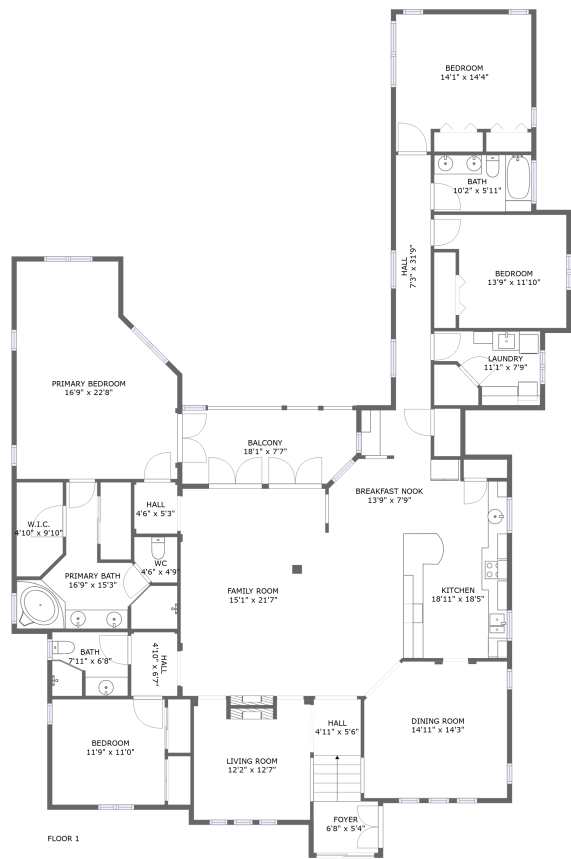 BEDROOM
14'1" x 14'4"
BATH
10'2" x 5'11"
HALL
7'3" x 31'9"
BEDROOM
13'9" x 11'10"
LAUNDRY
11'1" x 7'9"
PRIMARY BEDROOM
16'9" x 22'8"
BALCONY
18'1" x 7'7"
BREAKFAST NOOK
13'9" x 7'9"
HALL
4'6" x 5'3"
W.I.C.
4'10" x 9'10"
WC
4'6" x 4'9"
PRIMARY BATH
16'9" x 15'3"
FAMILY ROOM
15'1" x 21'7"
KITCHEN
18'11" x 18'5"
BATH
7'11" x 6'8"
HALL
4'10" x 6'7"
BEDROOM
11'9" x 11'0"
LIVING ROOM
12'2" x 12'7"
HALL
4'11" x 5'6"
DINING ROOM
14'11" x 14'3"
FOYER
6'8" x 5'4"
FLOOR 1